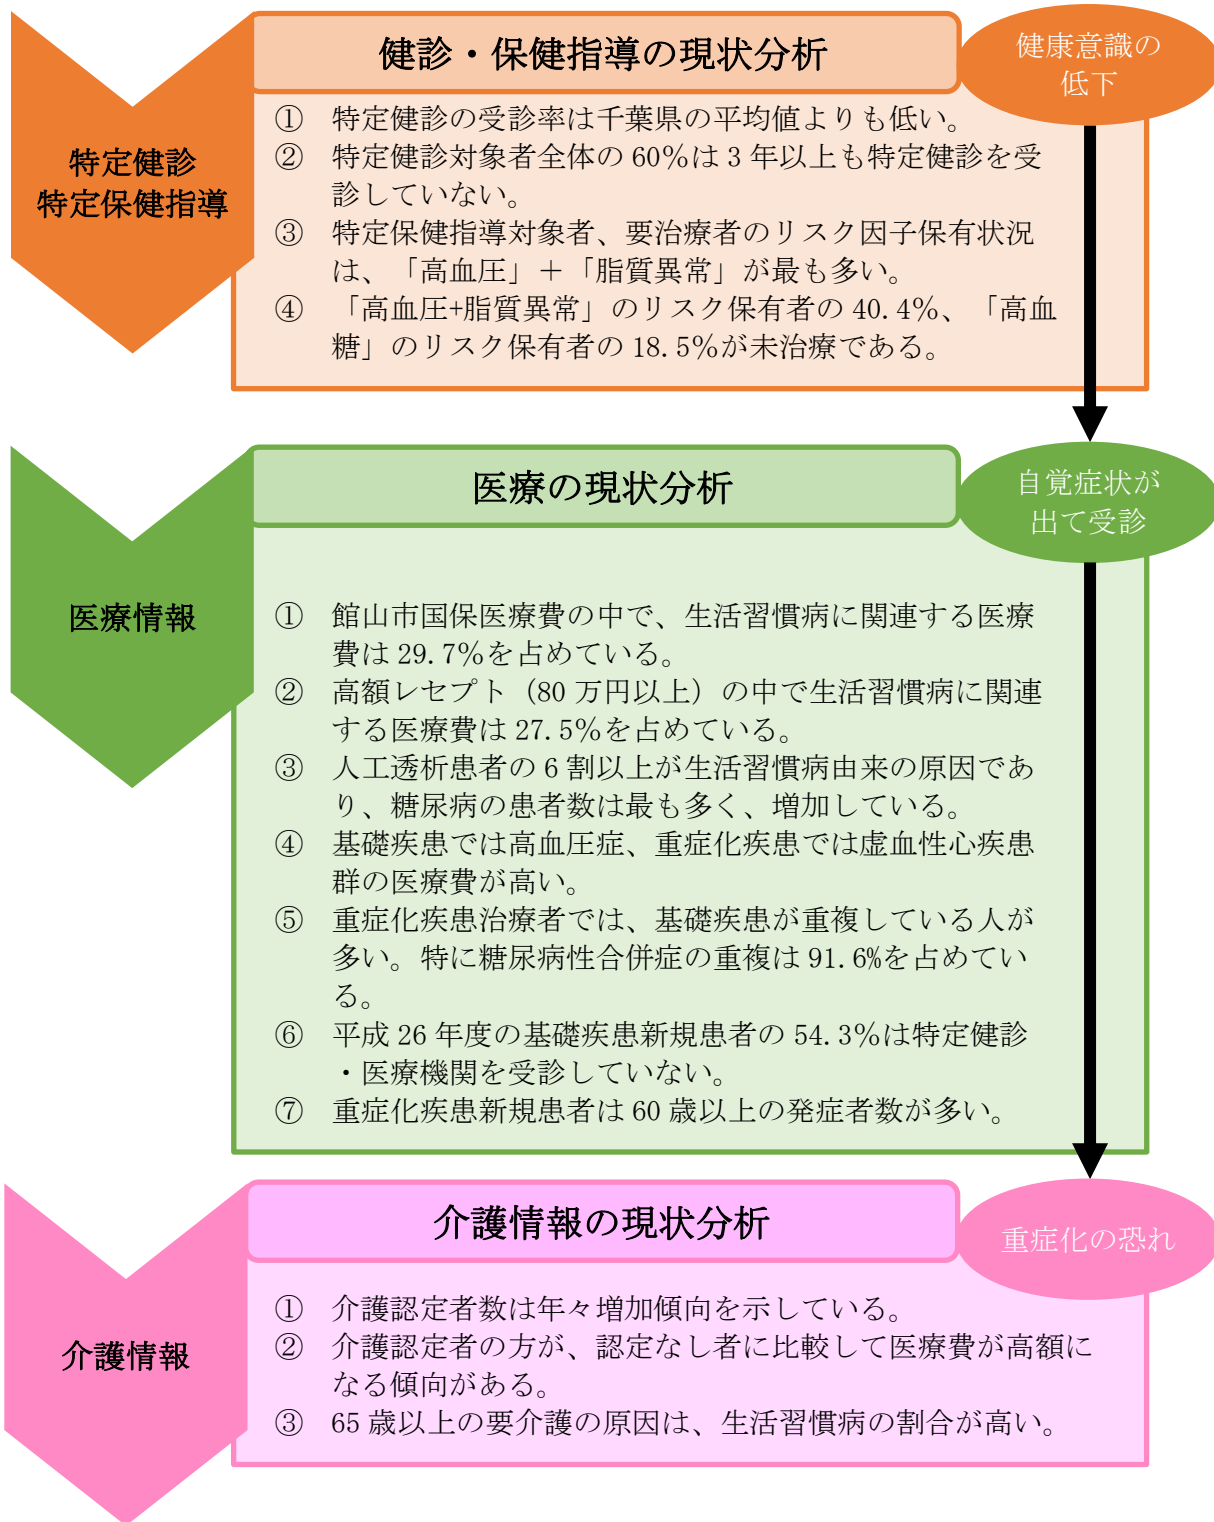 健診・保健指導の現状分析
健康意識の
低下
特定健診
特定保健指導
① 特定健診の受診率は千葉県の平均値よりも低い。
② 特定健診対象者全体の 60％は 3 年以上も特定健診を受
診していない。
③ 特定保健指導対象者、要治療者のリスク因子保有状況
は、「高血圧」＋「脂質異常」が最も多い。
④ 「高血圧+脂質異常」のリスク保有者の 40.4％、「高血
糖」のリスク保有者の 18.5％が未治療である。
医療の現状分析
自覚症状が
出て受診
医療情報
① 館山市国保医療費の中で、生活習慣病に関連する医療
費は 29.7％を占めている。
② 高額レセプト（80 万円以上）の中で生活習慣病に関連
する医療費は 27.5％を占めている。
③ 人工透析患者の 6 割以上が生活習慣病由来の原因であ
り、糖尿病の患者数は最も多く、増加している。
④ 基礎疾患では高血圧症、重症化疾患では虚血性心疾患
群の医療費が高い。
⑤ 重症化疾患治療者では、基礎疾患が重複している人が
多い。特に糖尿病性合併症の重複は 91.6%を占めてい
る。
⑥ 平成 26 年度の基礎疾患新規患者の 54.3％は特定健診
・医療機関を受診していない。
⑦ 重症化疾患新規患者は 60 歳以上の発症者数が多い。
介護情報の現状分析
重症化の恐れ
介護情報
① 介護認定者数は年々増加傾向を示している。
② 介護認定者の方が、認定なし者に比較して医療費が高額に
なる傾向がある。
③ 65 歳以上の要介護の原因は、生活習慣病の割合が高い。